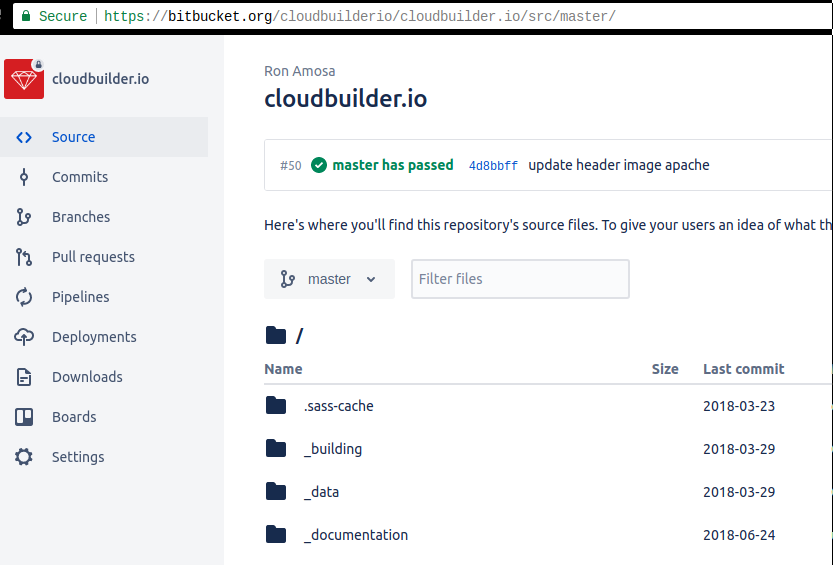 Secure https://bitbucket.org/cloudbuilderio/cloudbuilder.io/src/master/
cloudbuilder.io
Source
Commits
Branches
Pull requests
Pipelines
Deployments
Downloads
Boards
Settings
Ron Amosa
cloudbuilder.io
#50 master has passed 4d8bbff update header image apache
Here's where you'll find this repository's source files. To give your users an idea of what th
master Filter files
/
Name Size Last commit
.sass-cache 2018-03-23
_building 2018-03-29
_data 2018-03-29
_documentation 2018-06-24